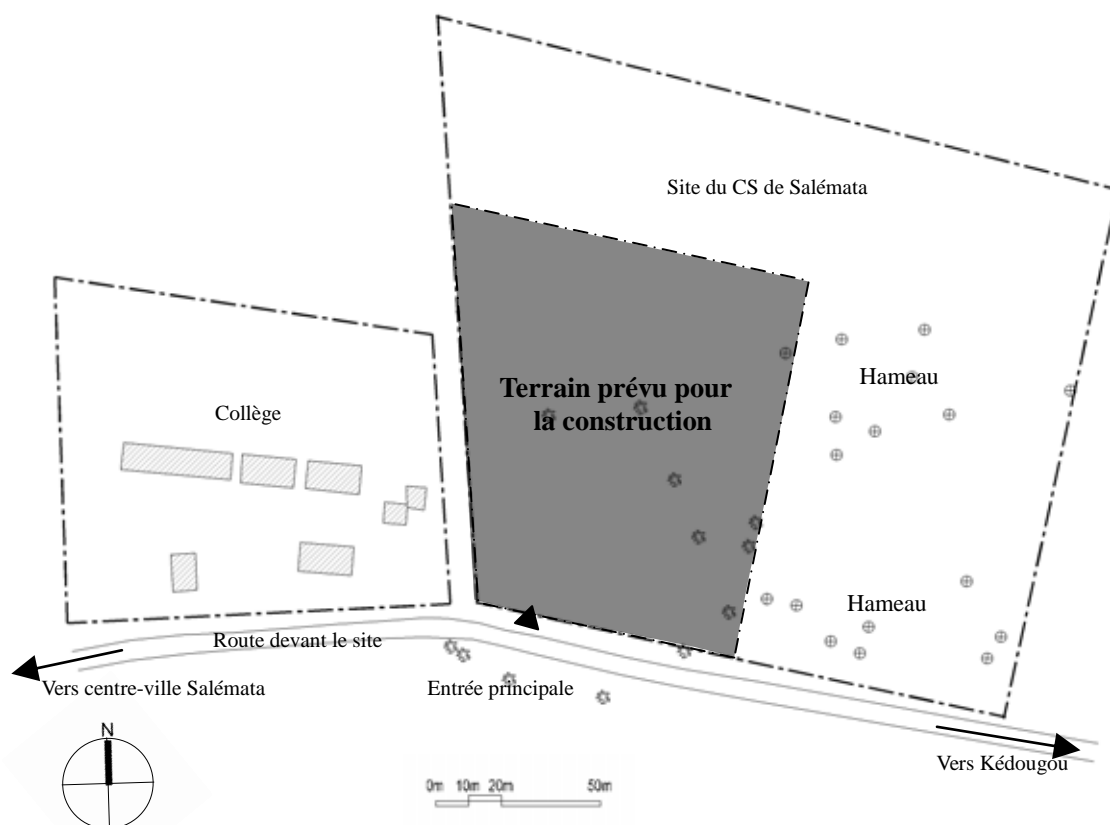 Site du CS de Salémata
Terrain prévu pour
la construction
Hameau
Collège
Hameau
Route devant le site
Vers centre-ville Salémata
Entrée principale
Vers Kédougou
N
0m 10m 20m 50m